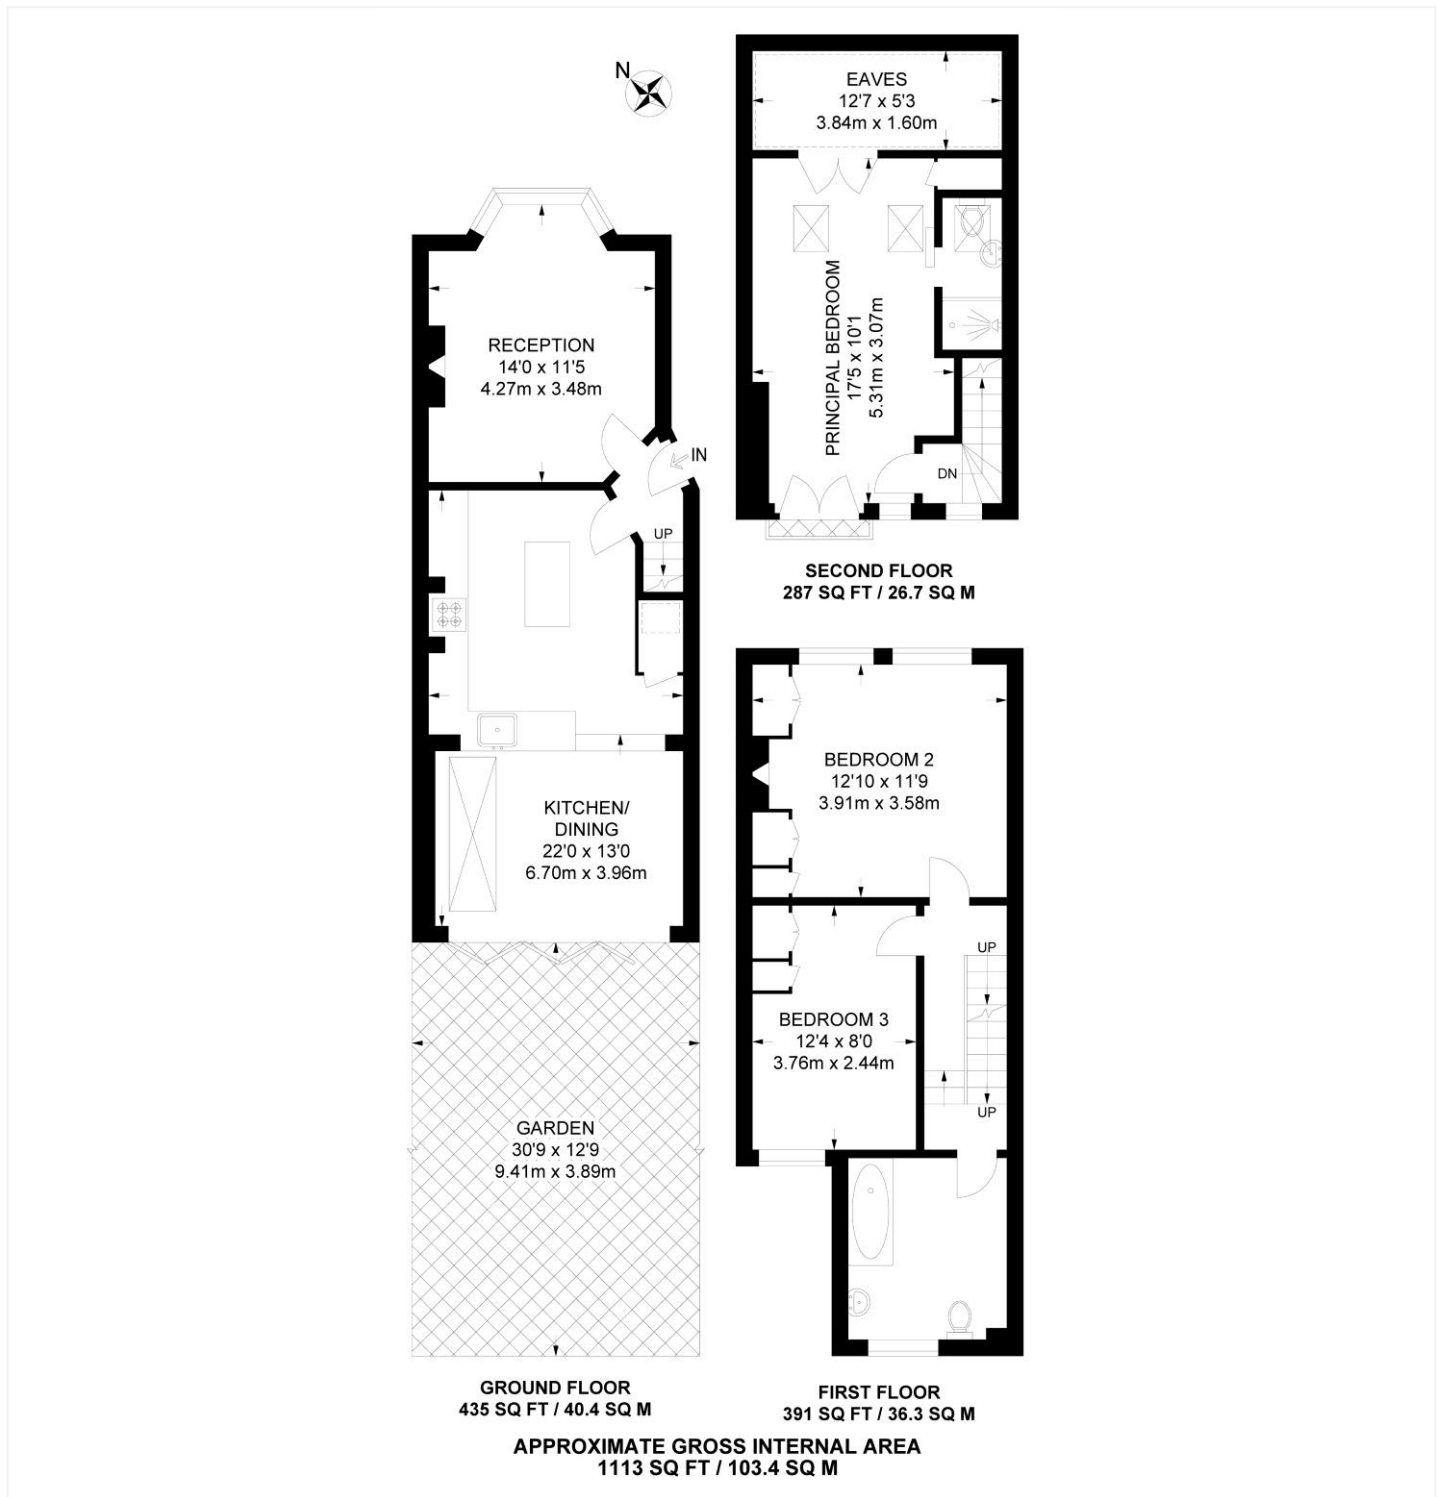 N
EAVES
12'7 x 5'3
3.84m x 1.60m
PRINCIPAL BEDROOM
17'5 x 10'1
5.31m x 3.07m
DN
SECOND FLOOR
287 SQ FT / 26.7 SQ M
RECEPTION
14'0 x 11'5
4.27m x 3.48m
IN
UP
KITCHEN/
DINING
22'0 x 13'0
6.70m x 3.96m
GARDEN
30'9 x 12'9
9.41m x 3.89m
GROUND FLOOR
435 SQ FT / 40.4 SQ M
BEDROOM 2
12'10 x 11'9
3.91m x 3.58m
UP
BEDROOM 3
12'4 x 8'0
3.76m x 2.44m
UP
FIRST FLOOR
391 SQ FT / 36.3 SQ M
APPROXIMATE GROSS INTERNAL AREA
1113 SQ FT / 103.4 SQ M